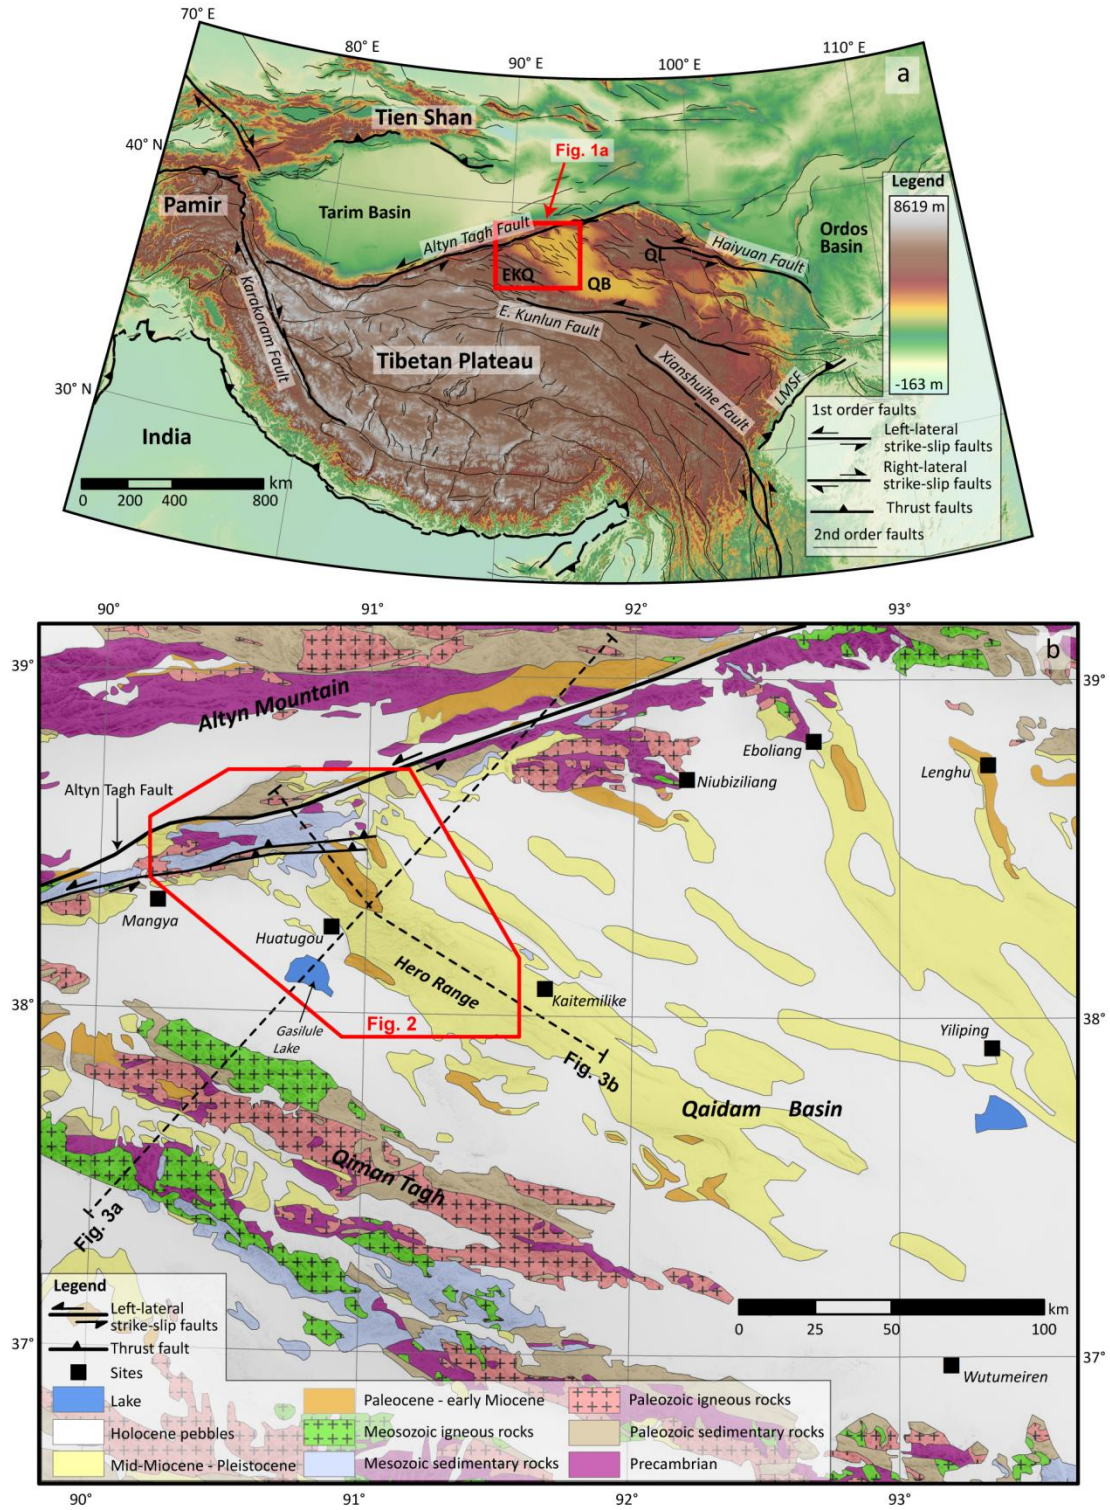 70° E
80° E
90° E
100° E
110° E
a
Tien Shan
40° N
Fig. 1a
Legend
8619 m
-163 m
Pamir
Tarim Basin
Altyn Tagh Fault
Ordos
Basin
Haiyuan Fault
QL
EKQ
QB
Karakoram Fault
E. Kunlun Fault
Tibetan Plateau
Xianshuihe Fault
LMSF
30° N
India
km
0 200 400 800
1st order faults
Left-lateral
strike-slip faults
Right-lateral
strike-slip faults
Thrust faults
2nd order faults
90°
91°
92°
93°
b
39°
39°
Altyn Mountain
Eboliang
Niubiziliang
Lenghu
Altyn Tagh Fault
Mangya
Huatugou
Hero Range
Kaitemilike
38°
38°
Gasilule
Lake
Fig. 2
Yiliping
Fig. 3b
Qaidam Basin
Qiman Tagh
Fig. 3a
Legend
Left-lateral
strike-slip faults
Thrust fault
Sites
Lake
Holocene pebbles
Mid-Miocene - Pleistocene
Paleocene - early Miocene
Meosozoic igneous rocks
Mesozoic sedimentary rocks
Paleozoic igneous rocks
Paleozoic sedimentary rocks
Precambrian
km
0 25 50 100
37°
37°
Wutumeiren
90°
91°
92°
93°